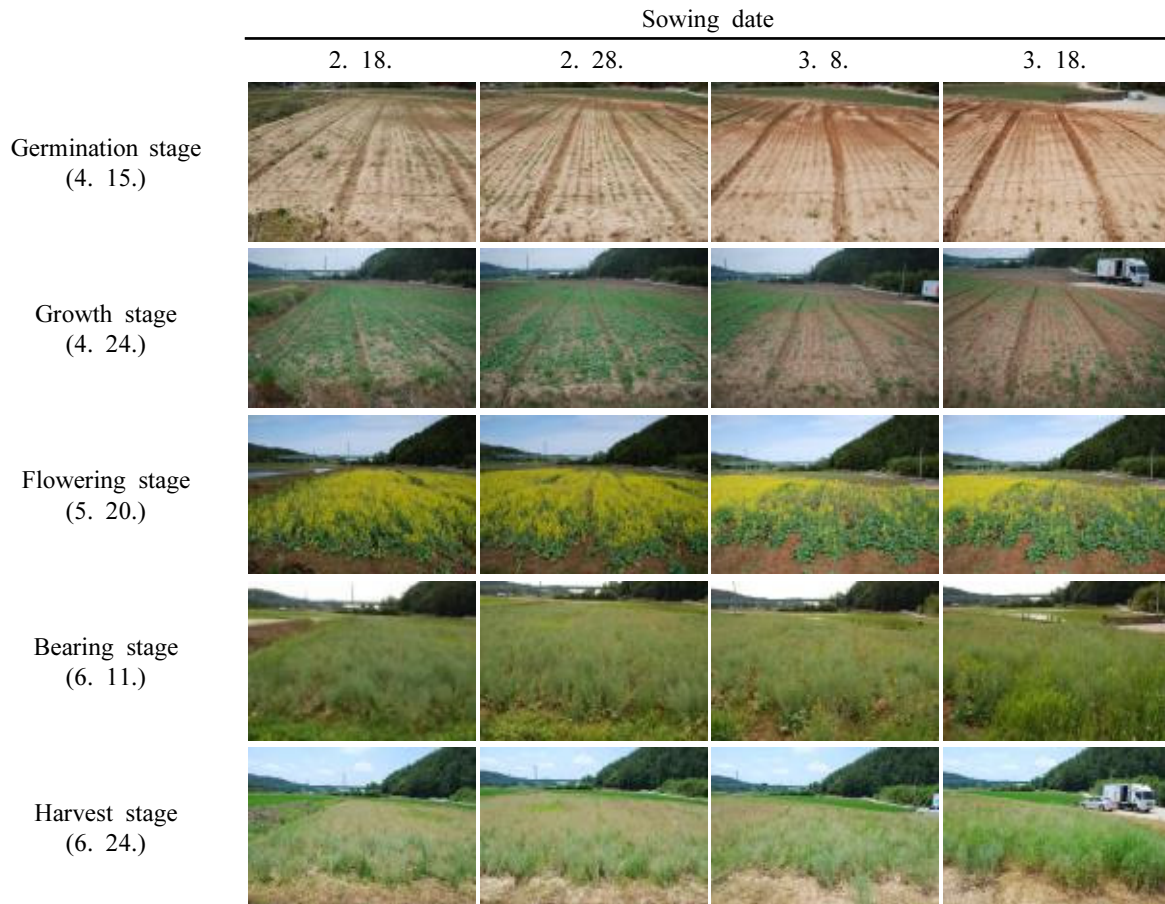 Sowing date
2. 18.
2. 28.
3. 8.
3. 18.
Germination stage
(4. 15.)
Growth stage
(4. 24.)
Flowering stage
(5. 20.)
Bearing stage
(6. 11.)
Harvest stage
(6. 24.)